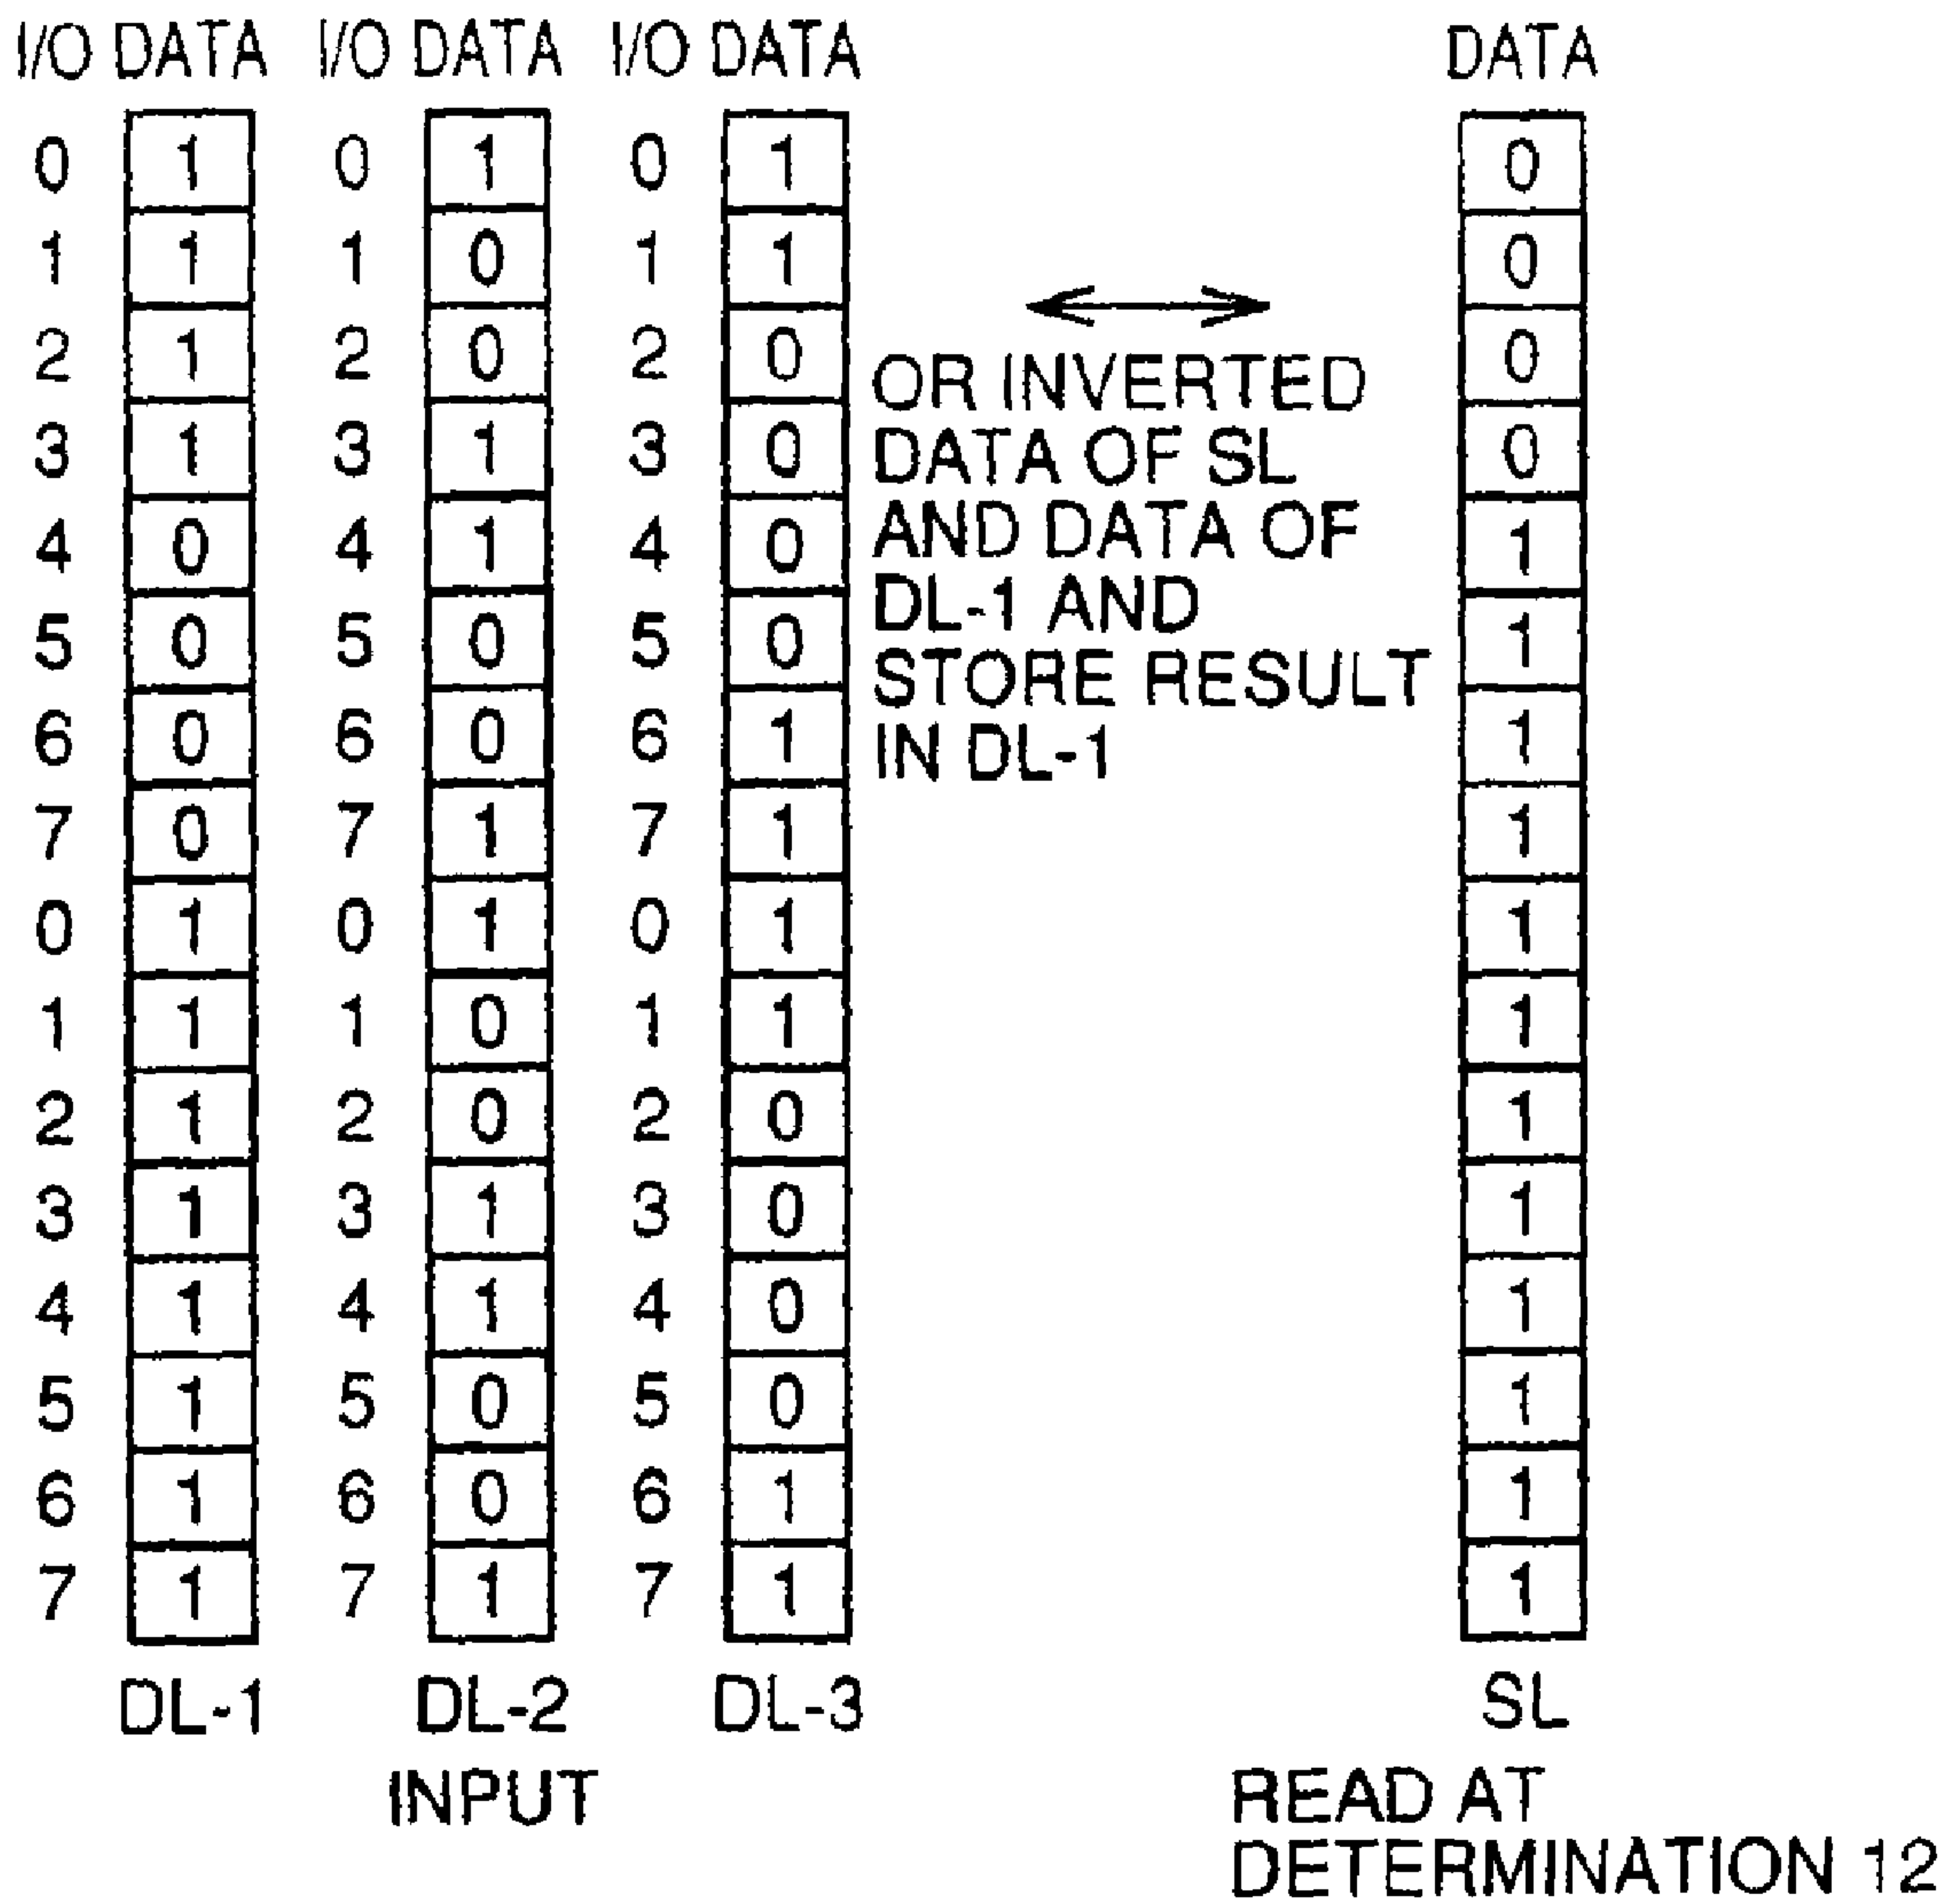 I/O DATA I/O DATA I/O DATA DATA
0 1 0 1 0 1 0
1 1 1 0 1 1 0
2 1 2 0 2 0 0
3 1 3 1 3 0 0
4 0 4 1 4 0 1
5 0 5 0 5 0 1
6 0 6 0 6 1 1
7 0 7 1 7 1 1
0 1 0 1 0 1 1
1 1 1 0 1 1 1
2 1 2 0 2 0 1
3 1 3 1 3 0 1
4 1 4 1 4 0 1
5 1 5 0 5 0 1
6 1 6 0 6 1 1
7 1 7 1 7 1 1
OR INVERTED
DATA OF SL
AND DATA OF
DL-1 AND
STORE RESULT
IN DL-1
DL-1 DL-2 DL-3 SL
INPUT
READ AT
DETERMINATION 12